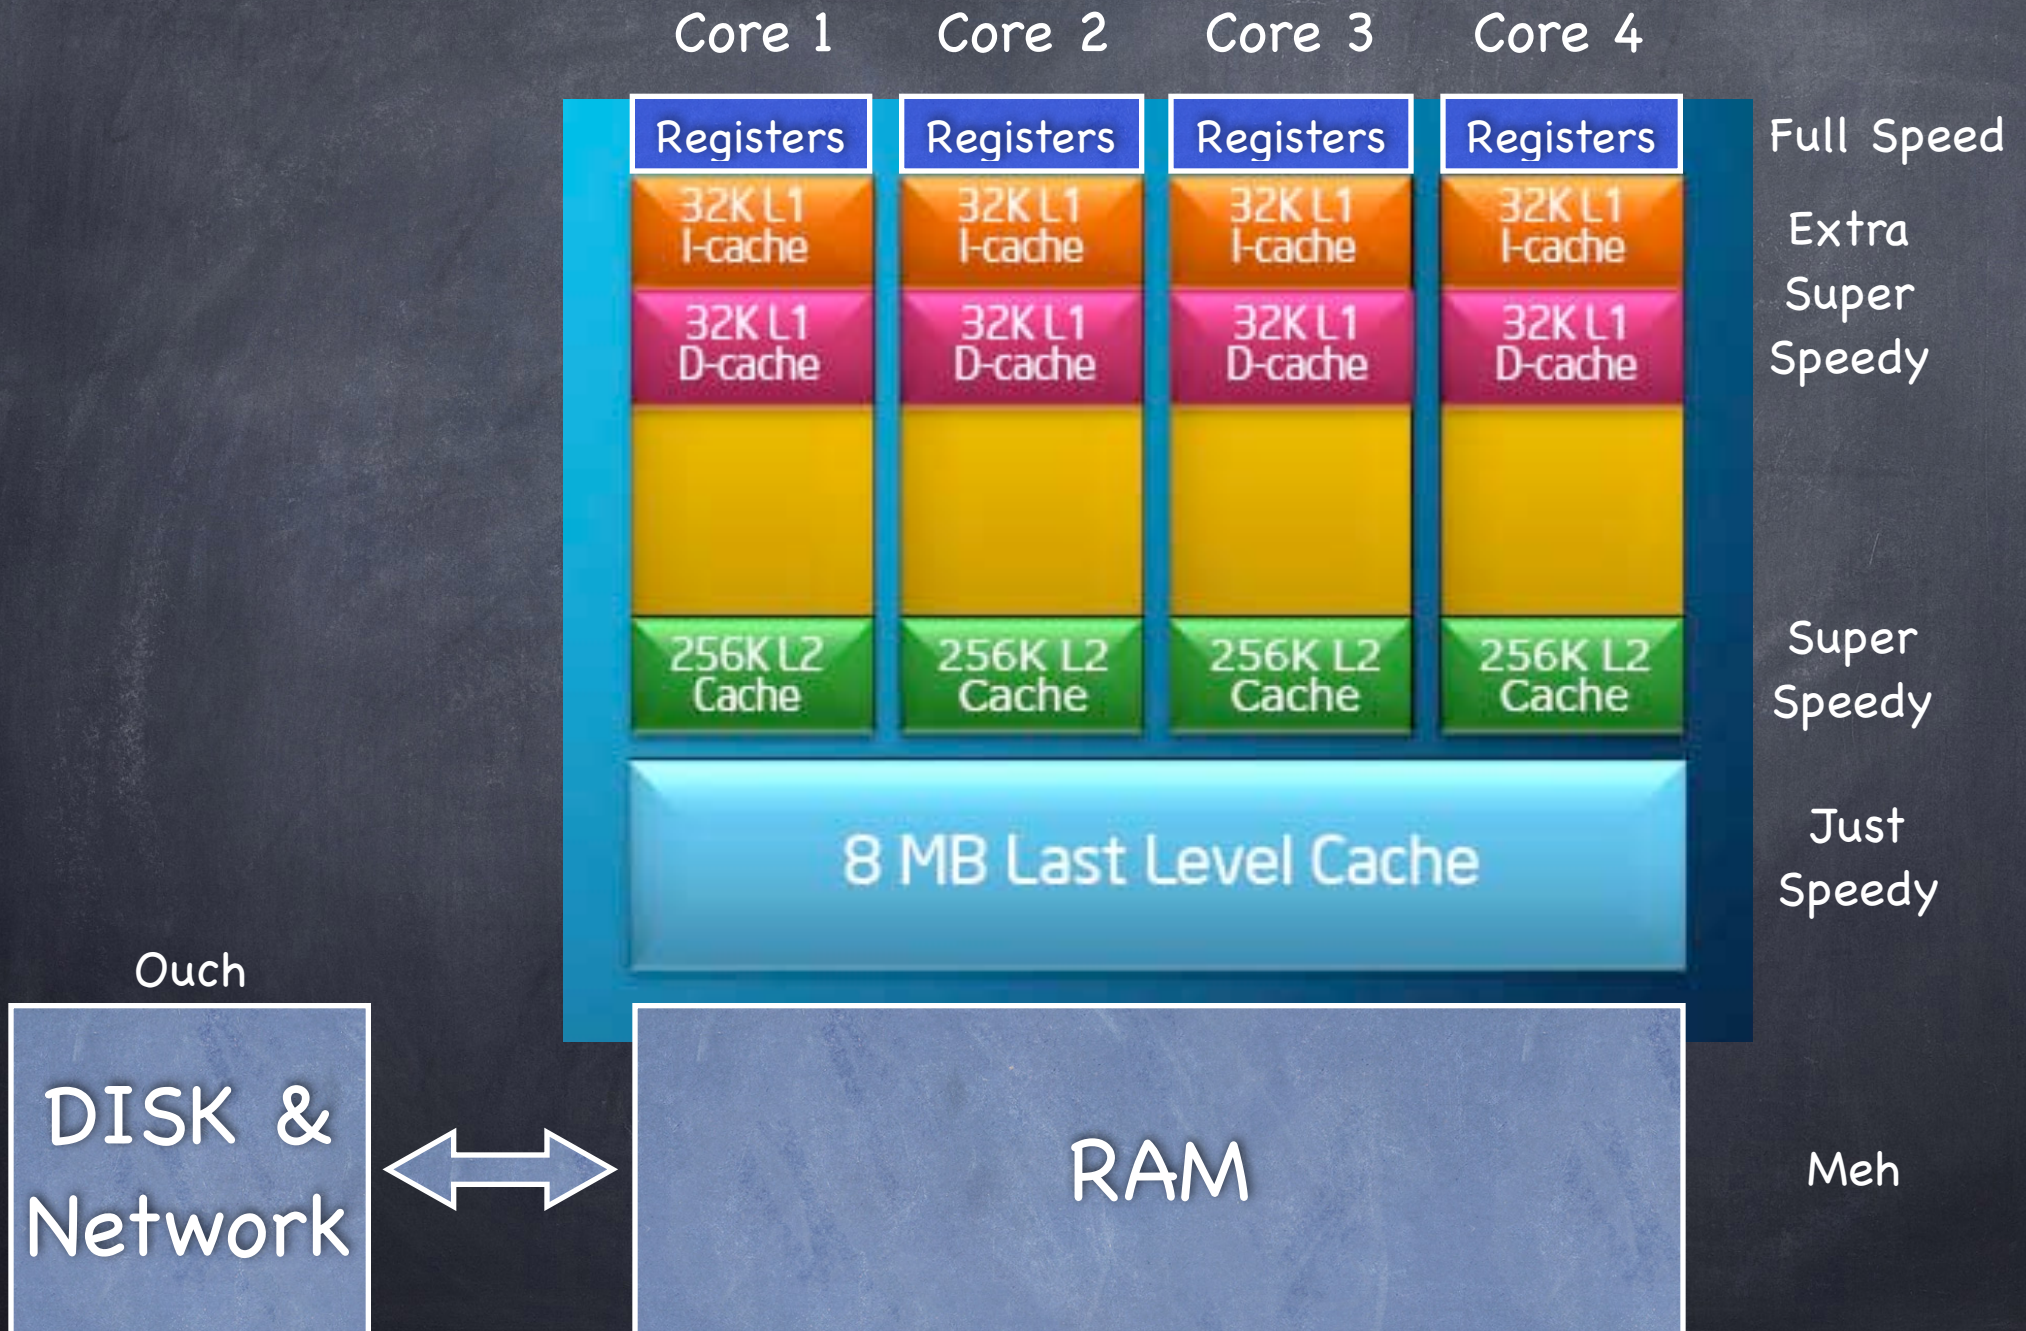 Core 1 Core 2 Core 3 Core 4
Registers Registers Registers Registers Full Speed
32K L1 32K L1 32K L1 32K L1
I-cache I-cache I-cache I-cache
Extra
Super
Speedy
32K L1 32K L1 32K L1 32K L1
D-cache D-cache D-cache D-cache
256K L2 256K L2 256K L2 256K L2
Cache Cache Cache Cache
Super
Speedy
8 MB Last Level Cache
Just
Speedy
Ouch
DISK &
Network
RAM
Meh